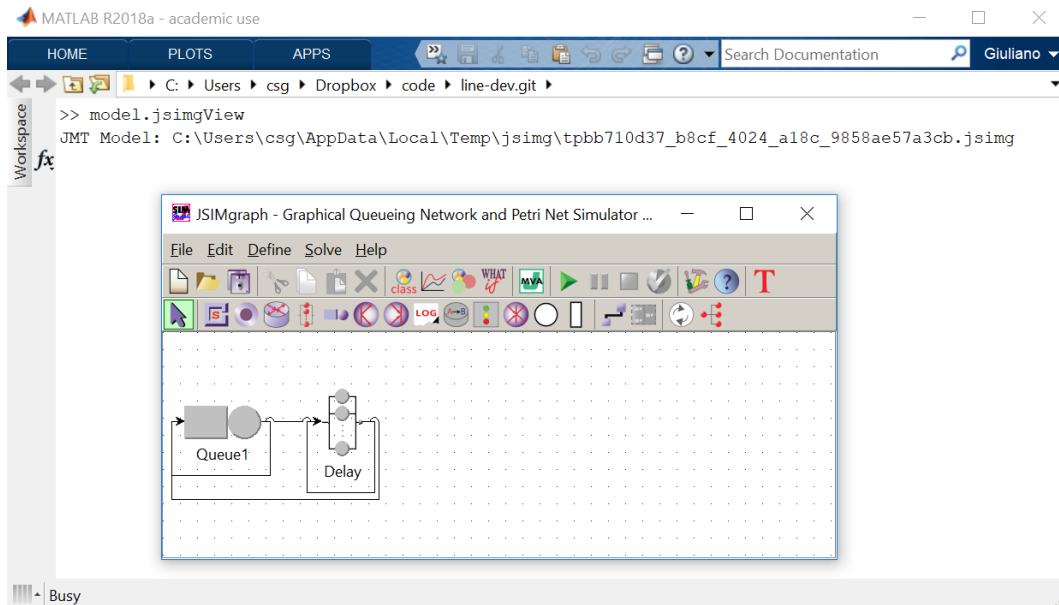 MATLAB R2018a - academic use
HOME PLOTS APPS Search Documentation Giuliano
C: Users csg Dropbox code line-dev.git
Workspace
>> model.jsimgView
JMT Model: C:\Users\csg\AppData\Local\Temp\jsimg\tpbb710d37_b8cf_4024_a18c_9858ae57a3cb.jsimg
fx
JSIMgraph - Graphical Queueing Network and Petri Net Simulator ...
File Edit Define Solve Help
class WHAT IF MVA ? T
S LOG A→B
Queue1
Delay
Busy